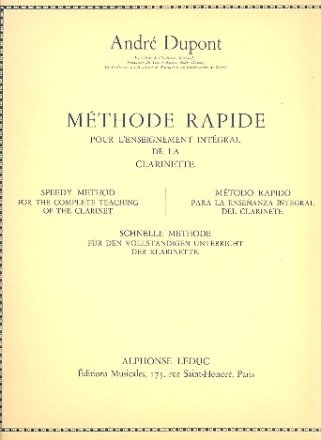 André Dupont
MÉTHODE RAPIDE
POUR L'ENSEIGNEMENT INTÉGRAL
DE LA
CLARINETTE
SPEEDY METHOD
FOR THE COMPLETE TEACHING
OF THE CLARINET
MÉTODO RAPIDO
PARA LA ENSEÑANZA INTEGRAL
DEL CLARINETE
SCHNELLE METHODE
FÜR DEN VOLLSTÄNDIGEN UNTERRICHT
DER KLARINETTE
ALPHONSE LEDUC
Éditions Musicales, 175, rue Saint-Honoré, Paris